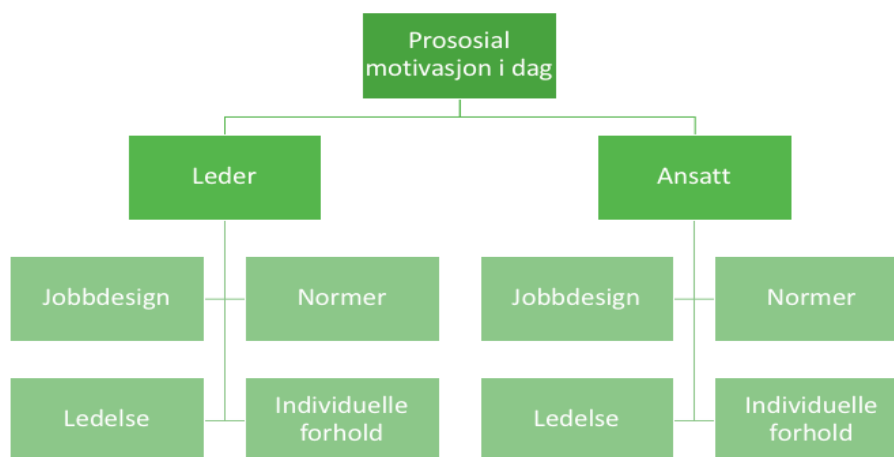 Prososial
motivasjon i dag
Leder
Ansatt
Jobbdesign
Normer
Jobbdesign
Normer
Ledelse
Individuelle
forhold
Ledelse
Individuelle
forhold